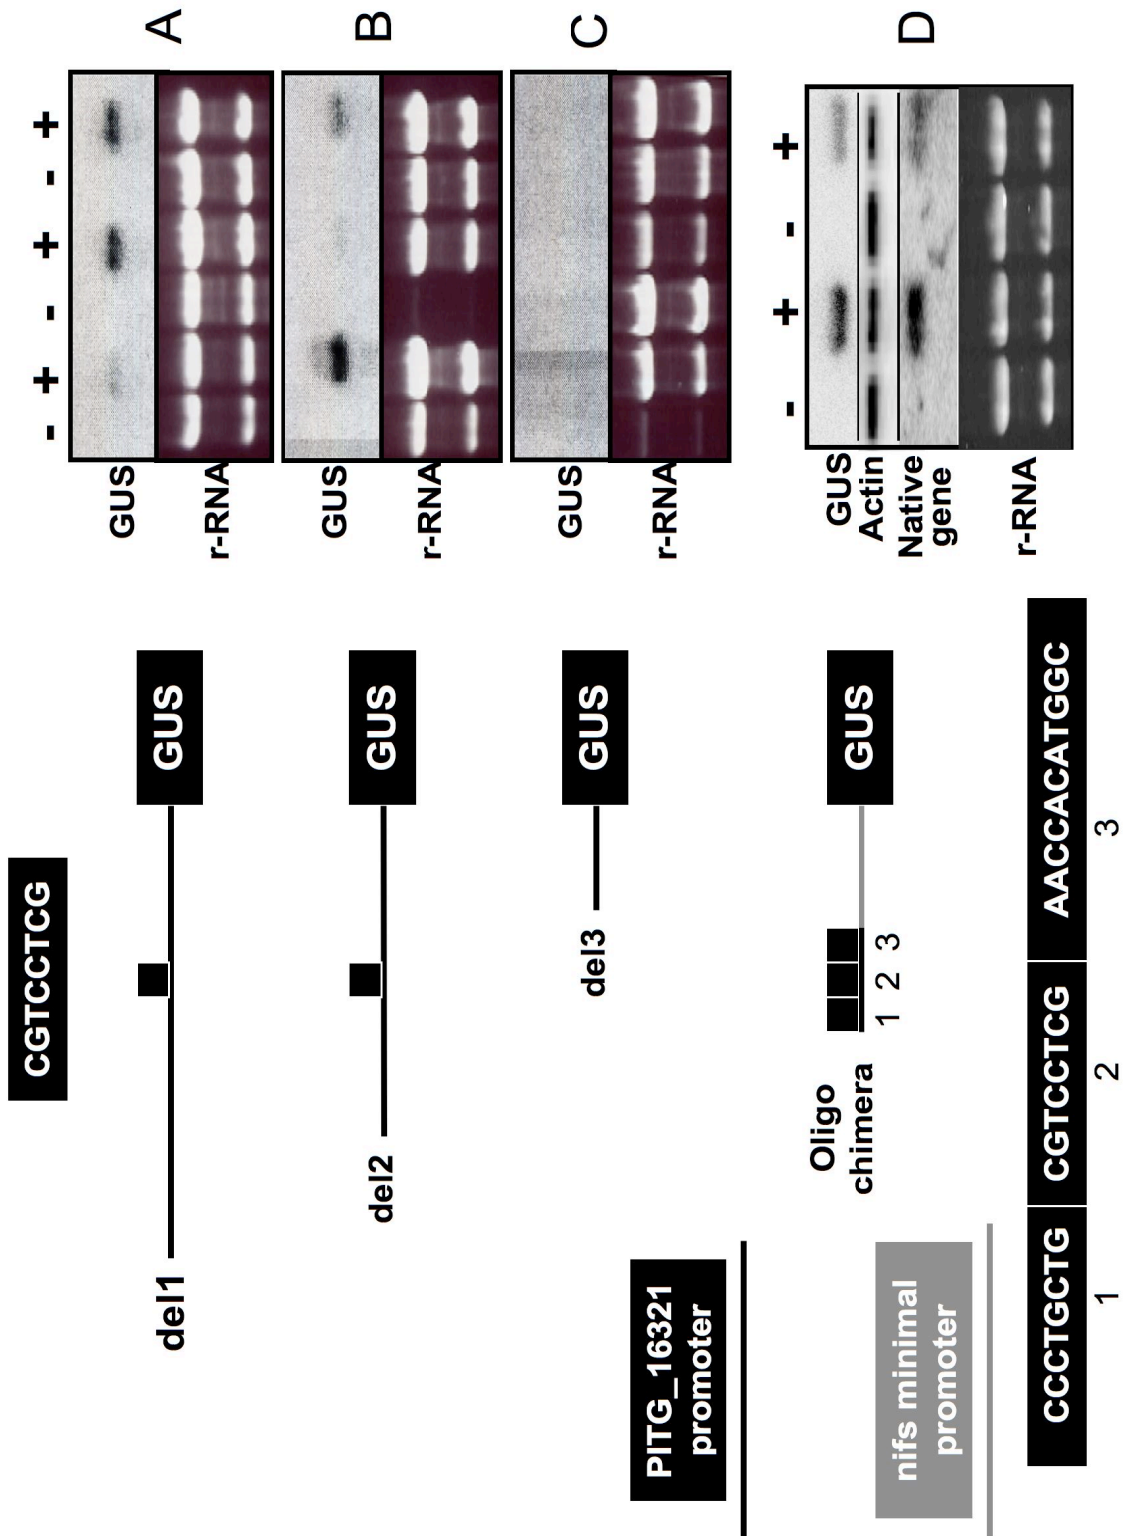 CGTCCTCG
del1
GUS
GUS
r-RNA
- + - + - +
A
del2
GUS
GUS
r-RNA
B
del3
GUS
GUS
r-RNA
C
PITG_16321
promoter
Oligo
chimera
1 2 3
GUS
- + - +
GUS
Actin
Native
gene
r-RNA
D
nifs minimal
promoter
CCCTGCTG CGTCCTCG AACCACATGGC
1 2 3